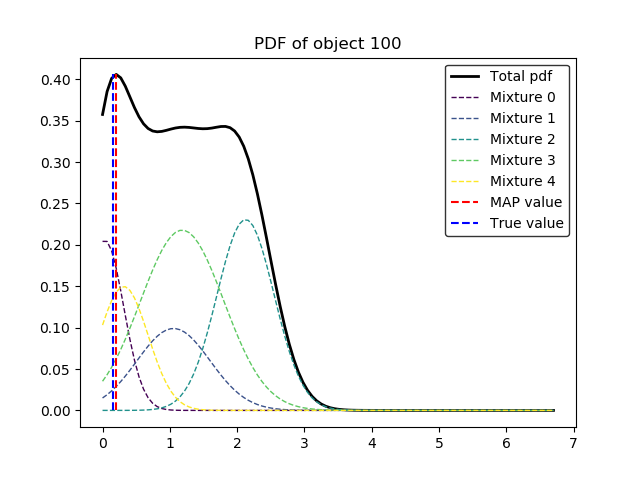 PDF of object 100
0.40
0.35
0.30
0.25
0.20
0.15
0.10
0.05
0.00
0 1 2 3 4 5 6 7
Total pdf
Mixture 0
Mixture 1
Mixture 2
Mixture 3
Mixture 4
MAP value
True value